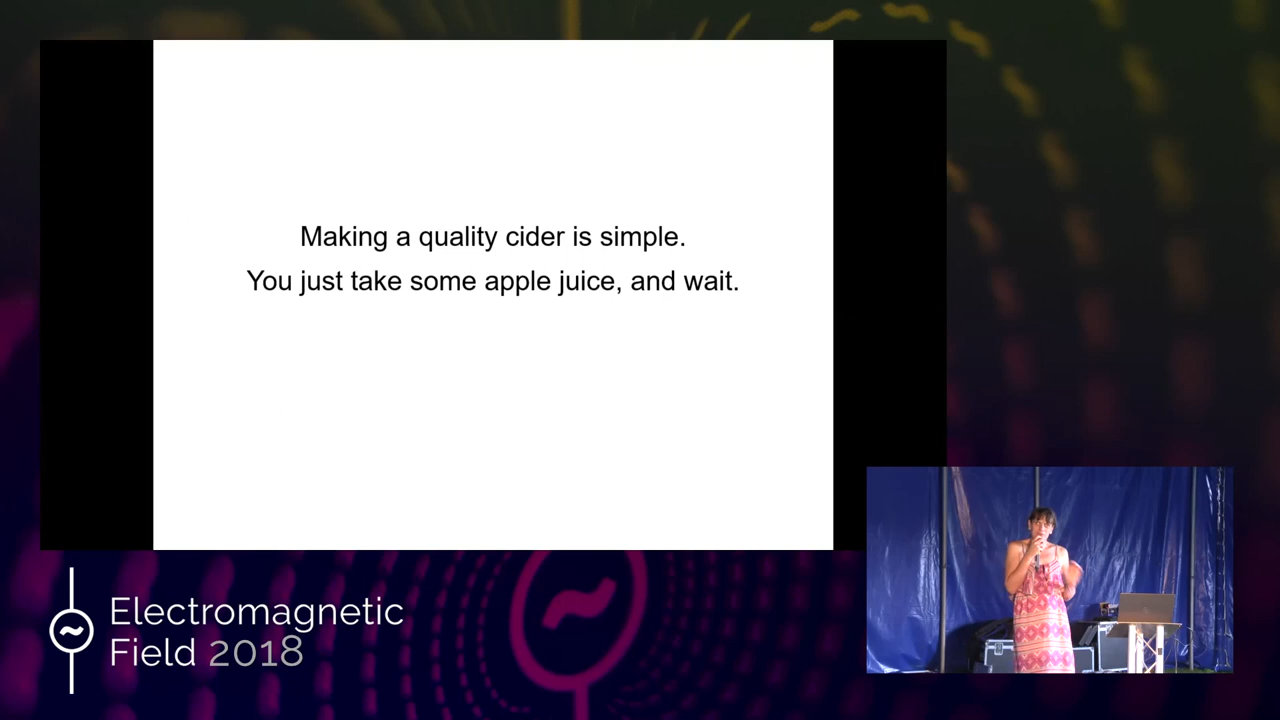 Making a quality cider is simple.
You just take some apple juice, and wait.
Electromagnetic
Field 2018